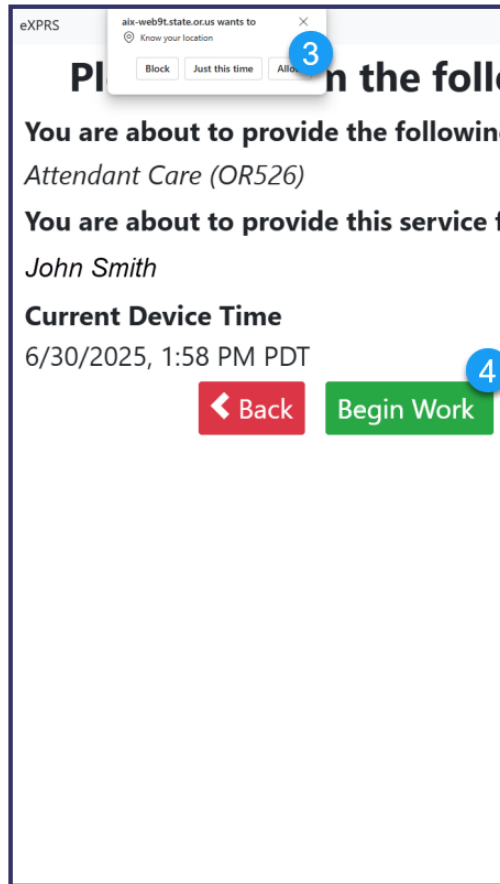 eXPRS
aix-web9t.state.or.us wants to
Know your location
Block Just this time
3
Pl m the foll
You are about to provide the following
Attendant Care (OR526)
You are about to provide this service f
John Smith
Current Device Time
6/30/2025, 1:58 PM PDT
4
Back Begin Work